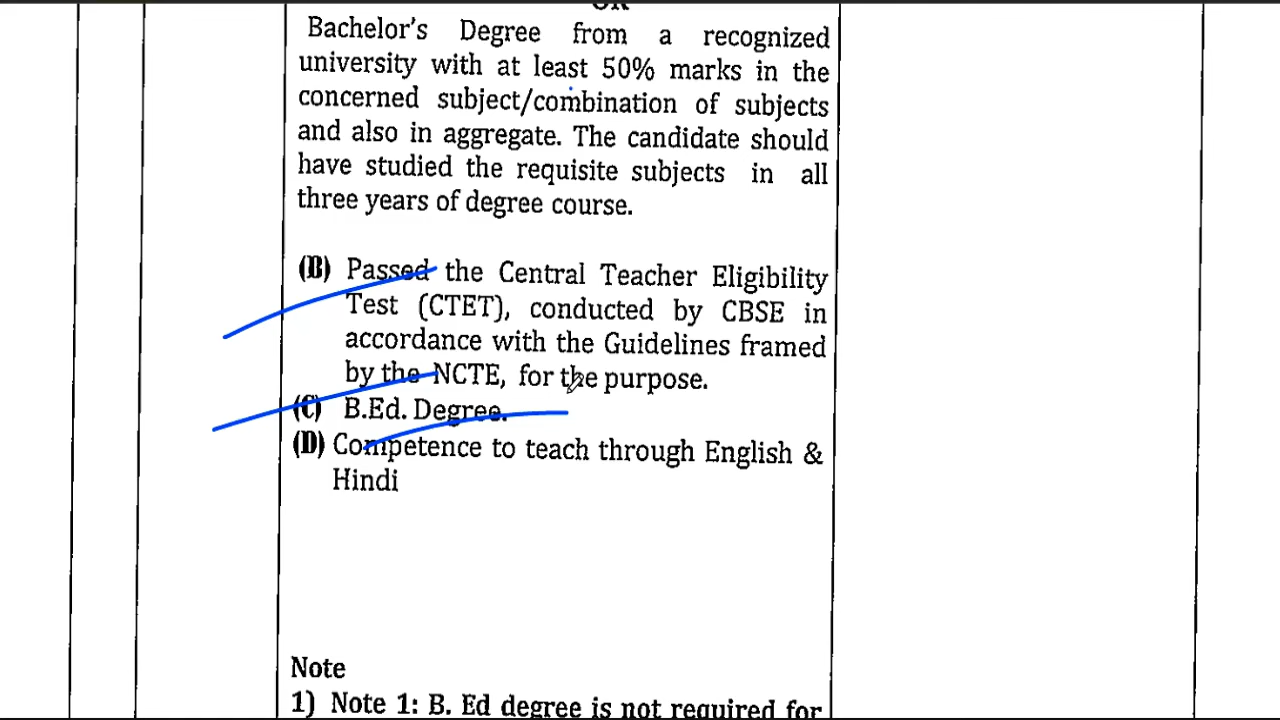 OR
Bachelor's Degree from a recognized
university with at least 50% marks in the
concerned subject/combination of subjects
and also in aggregate. The candidate should
have studied the requisite subjects in all
three years of degree course.
(B) Passed the Central Teacher Eligibility
Test (CTET), conducted by CBSE in
accordance with the Guidelines framed
by the NCTE, for the purpose.
(C) B.Ed. Degree.
(D) Competence to teach through English &
Hindi
Note
1) Note 1: B. Ed degree is not required for